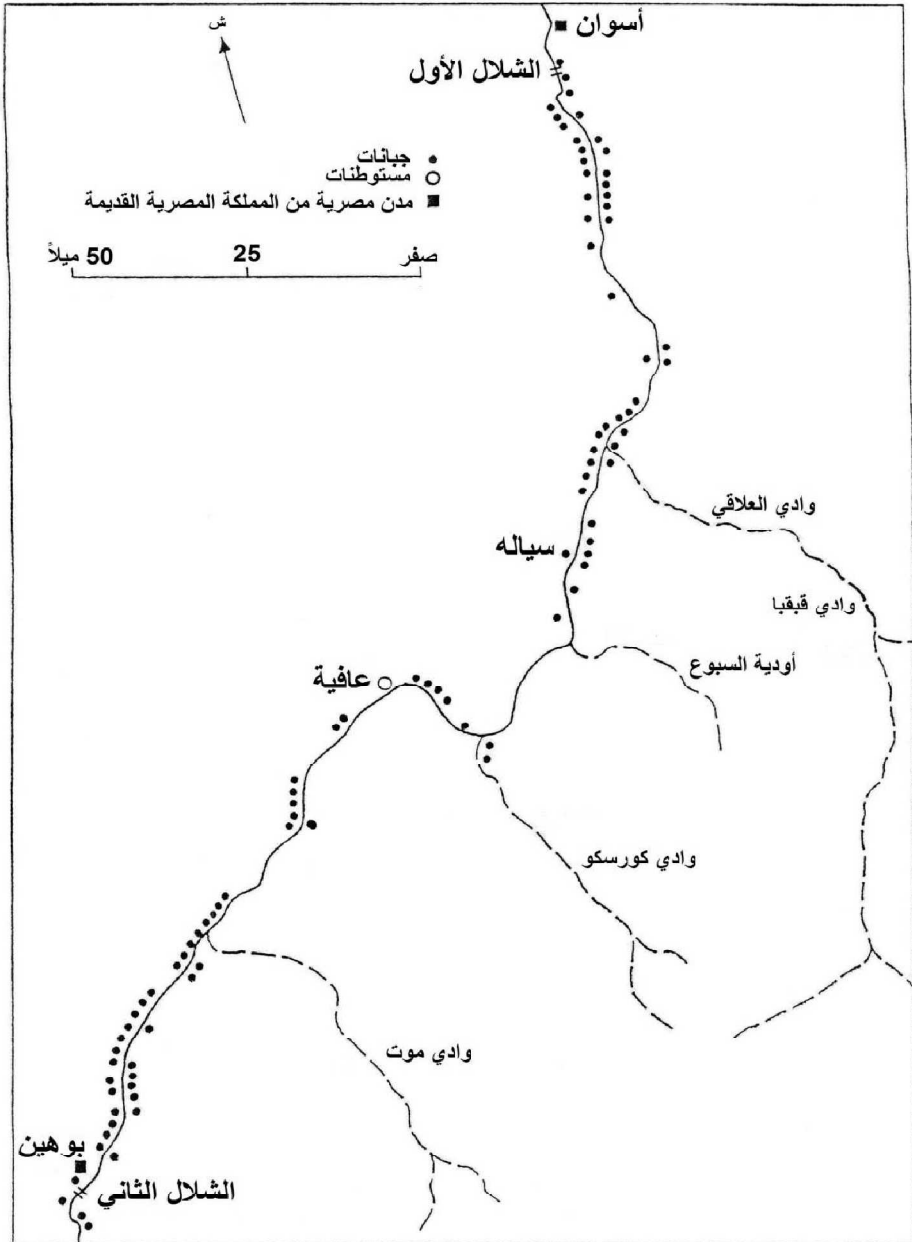 أسوان
ش
الشلال الأول
جبانات
مستوطنات
مدن مصرية من المملكة المصرية القديمة
صفر 25 50 ميلاً
وادي العلاقي
سياله
وادي قبقبا
أودية السبوع
عافية
وادي كورسكو
وادي موت
بوهين
الشلال الثاني